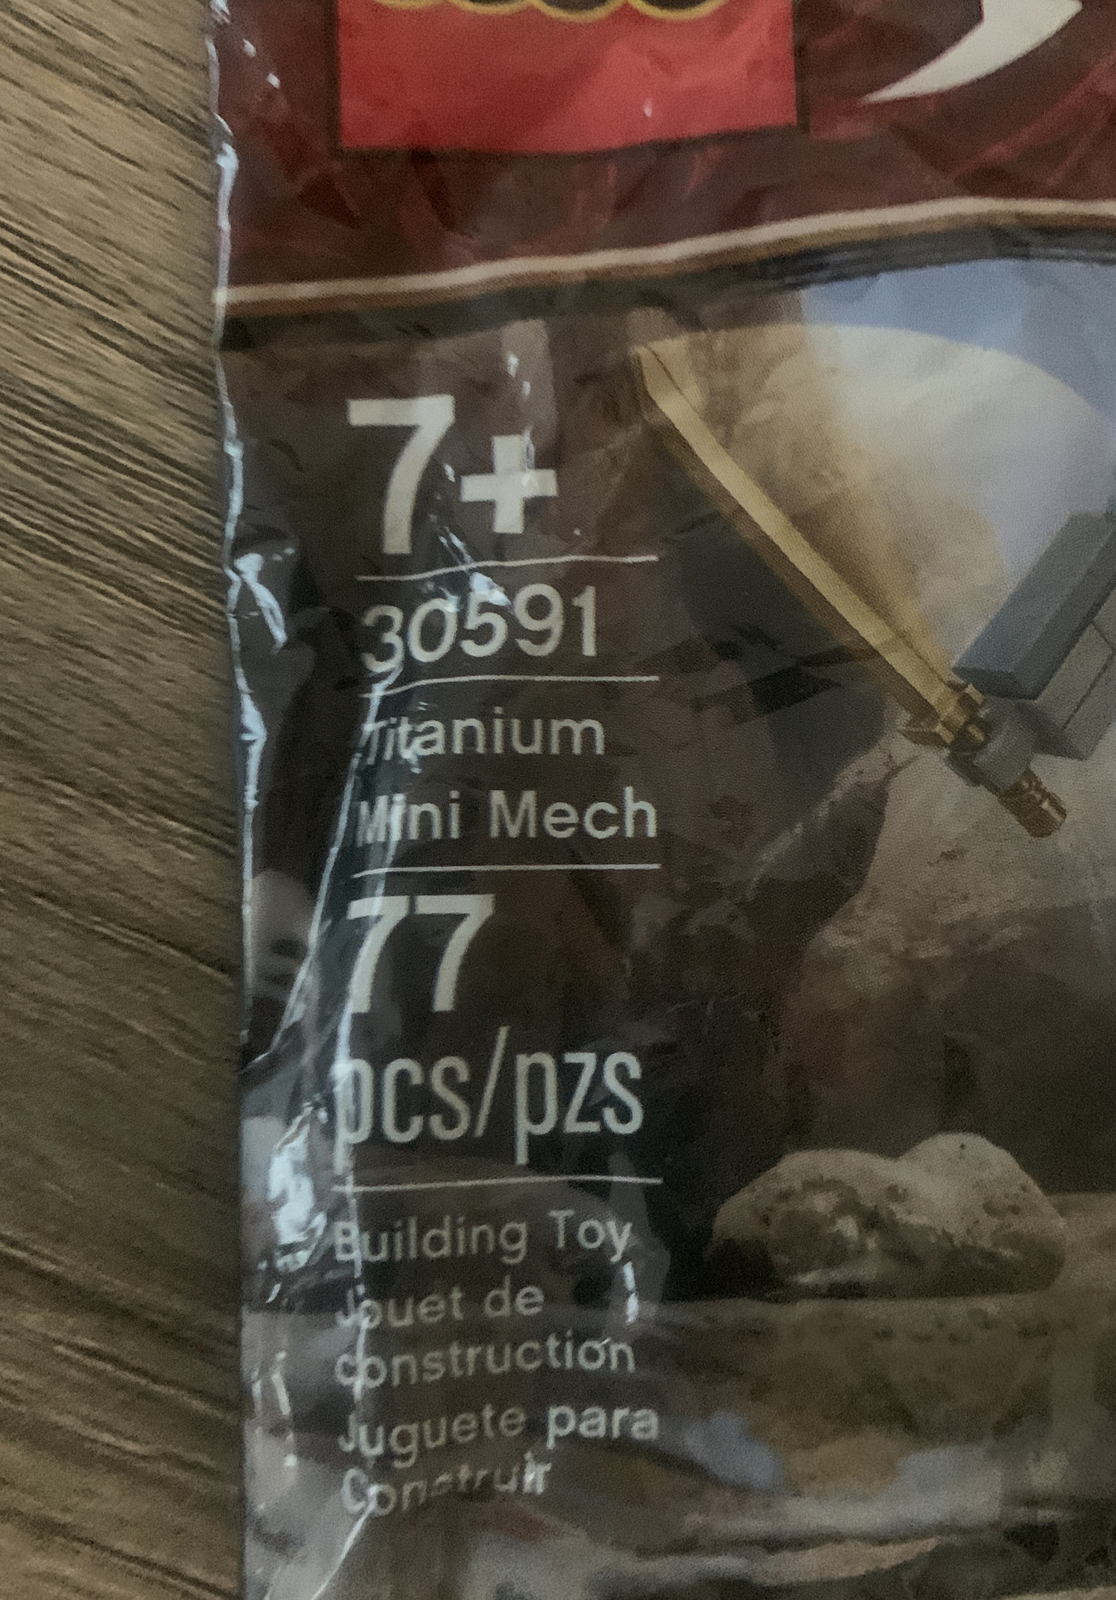 7+
30591
Titanium
Mini Mech
77
pcs/pzs
Building Toy
Jouet de
construction
Juguete para
Construir